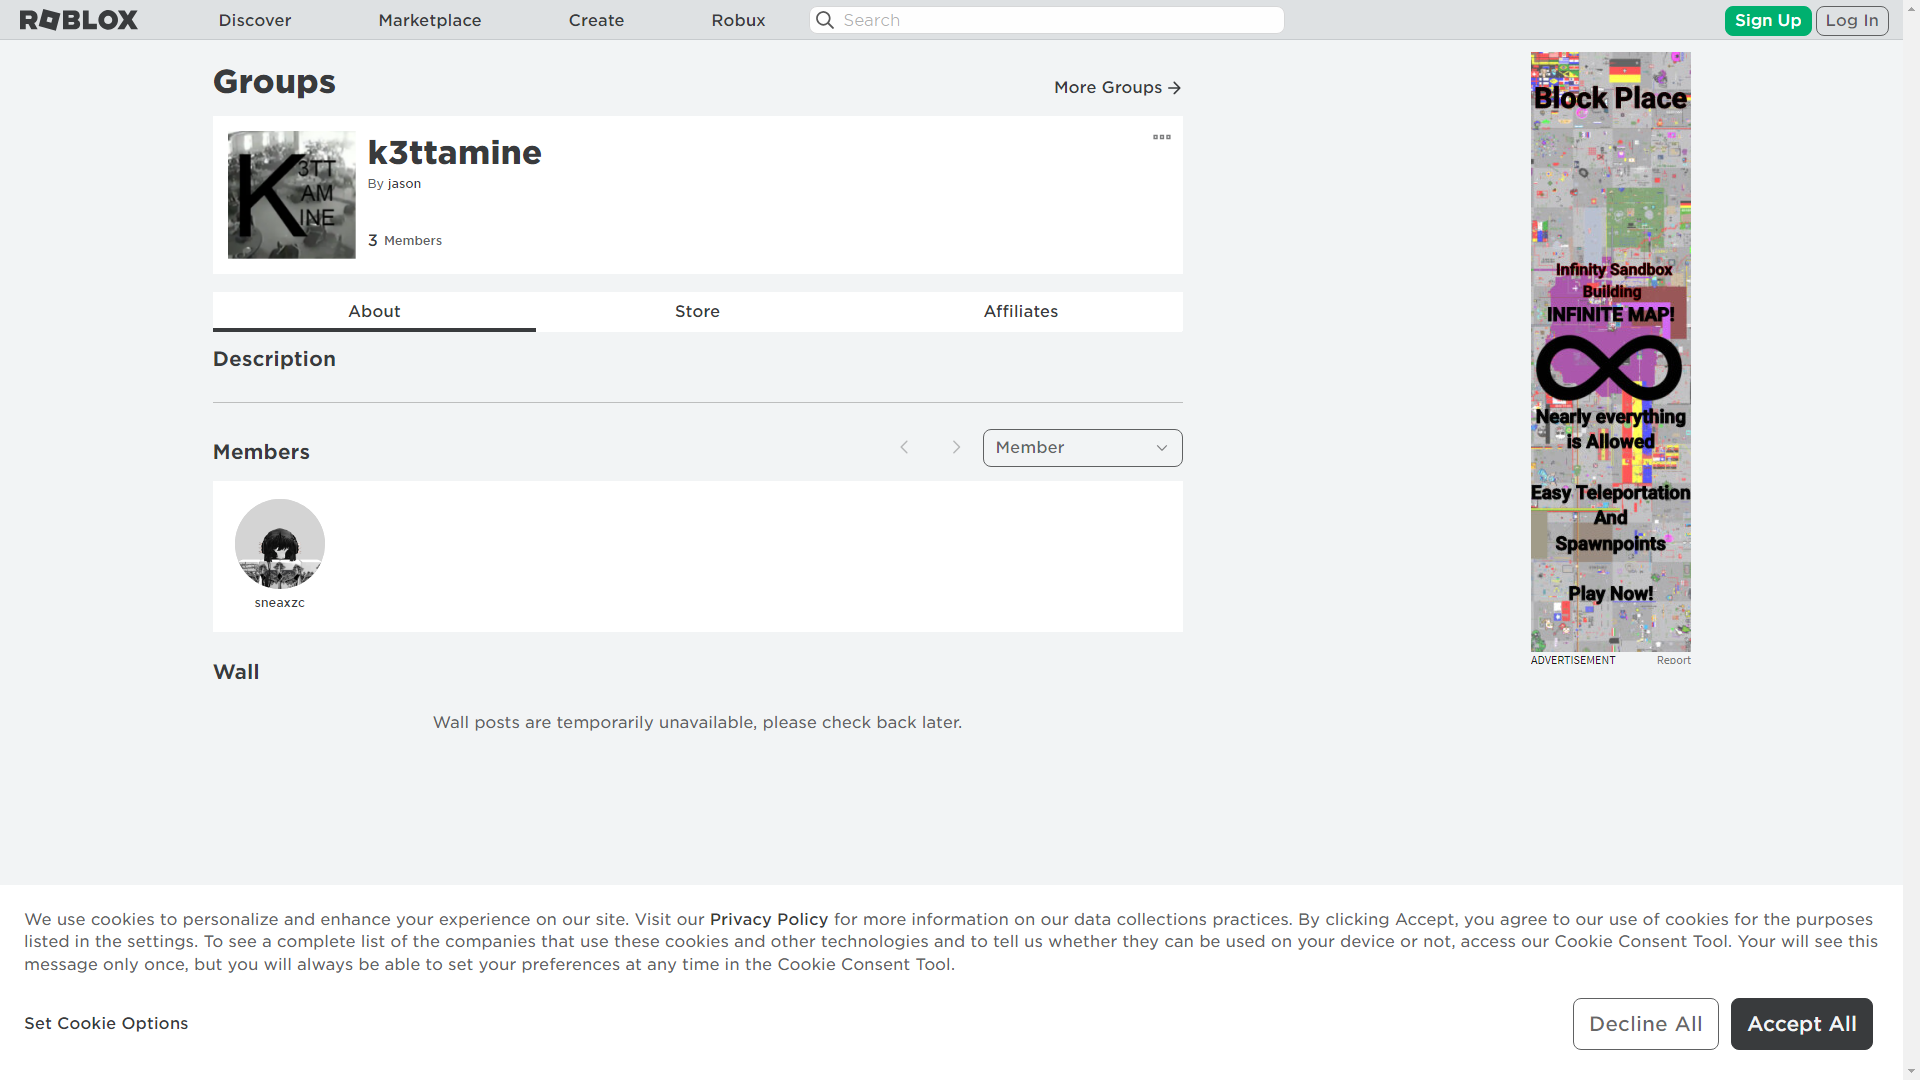 ROBLOX
Discover
Marketplace
Create
Robux
Search
Sign Up
Log In
Groups
More Groups
K
3TT
AM
INE
k3ttamine
By jason
3 Members
About
Store
Affiliates
Description
Members
Member
sneaxzc
Wall
Wall posts are temporarily unavailable, please check back later.
Block Place
Infinity Sandbox
Building
INFINITE MAP!
Nearly everything
is Allowed
Easy Teleportation
And
Spawnpoints
Play Now!
ADVERTISEMENT
Report
We use cookies to personalize and enhance your experience on our site. Visit our Privacy Policy for more information on our data collections practices. By clicking Accept, you agree to our use of cookies for the purposes
listed in the settings. To see a complete list of the companies that use these cookies and other technologies and to tell us whether they can be used on your device or not, access our Cookie Consent Tool. Your will see this
message only once, but you will always be able to set your preferences at any time in the Cookie Consent Tool.
Set Cookie Options
Decline All
Accept All